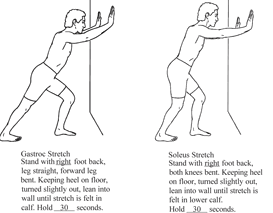 Gastroc Stretch
Stand with right foot back,
leg straight, forward leg
bent. Keeping heel on floor,
turned slightly out, lean into
wall until stretch is felt in
calf. Hold 30 seconds.
Soleus Stretch
Stand with right foot back,
both knees bent. Keeping heel
on floor, turned slightly out,
lean into wall until stretch is
felt in lower calf.
Hold 30 seconds.